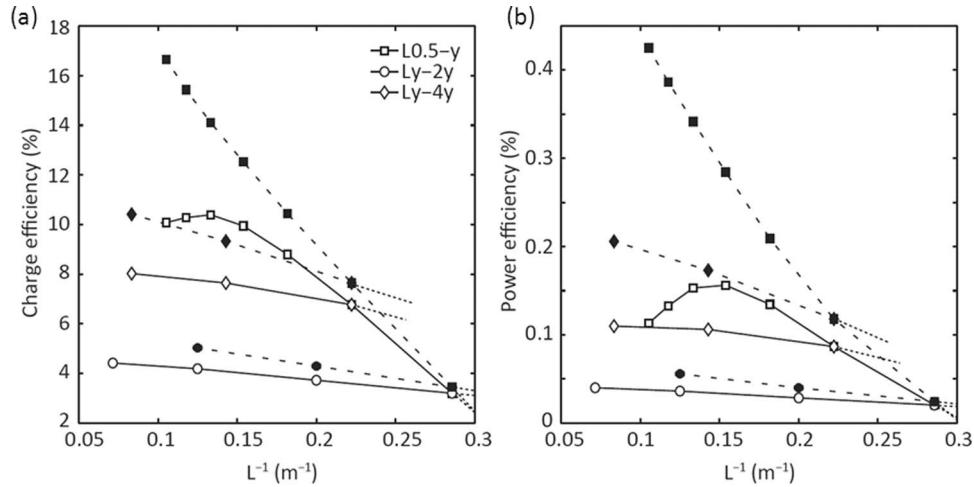 (a)
18
16
14
12
10
8
6
4
2
Charge efficiency (%)
L0.5−y
Ly−2y
Ly−4y
0.05 0.1 0.15 0.2 0.25 0.3
L⁻¹ (m⁻¹)
(b)
0.4
0.3
0.2
0.1
0
Power efficiency (%)
0.05 0.1 0.15 0.2 0.25 0.3
L⁻¹ (m⁻¹)